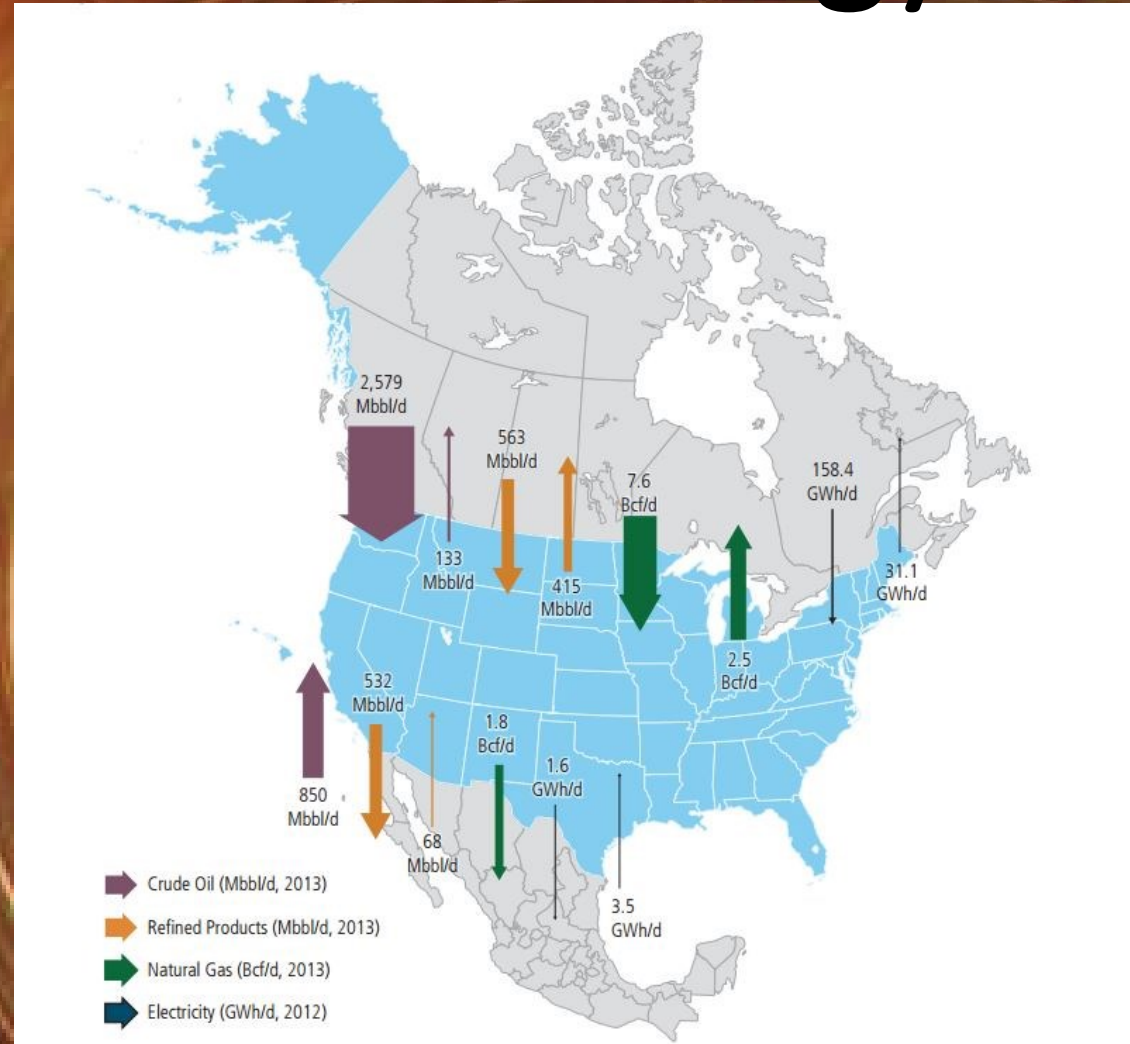 2,579
Mbbl/d
563
Mbbl/d
7.6
Bcf/d
158.4
GWh/d
133
Mbbl/d
415
Mbbl/d
31.1
GWh/d
2.5
Bcf/d
532
Mbbl/d
1.8
Bcf/d
1.6
GWh/d
850
Mbbl/d
68
Mbbl/d
3.5
GWh/d
Crude Oil (Mbbl/d, 2013)
Refined Products (Mbbl/d, 2013)
Natural Gas (Bcf/d, 2013)
Electricity (GWh/d, 2012)